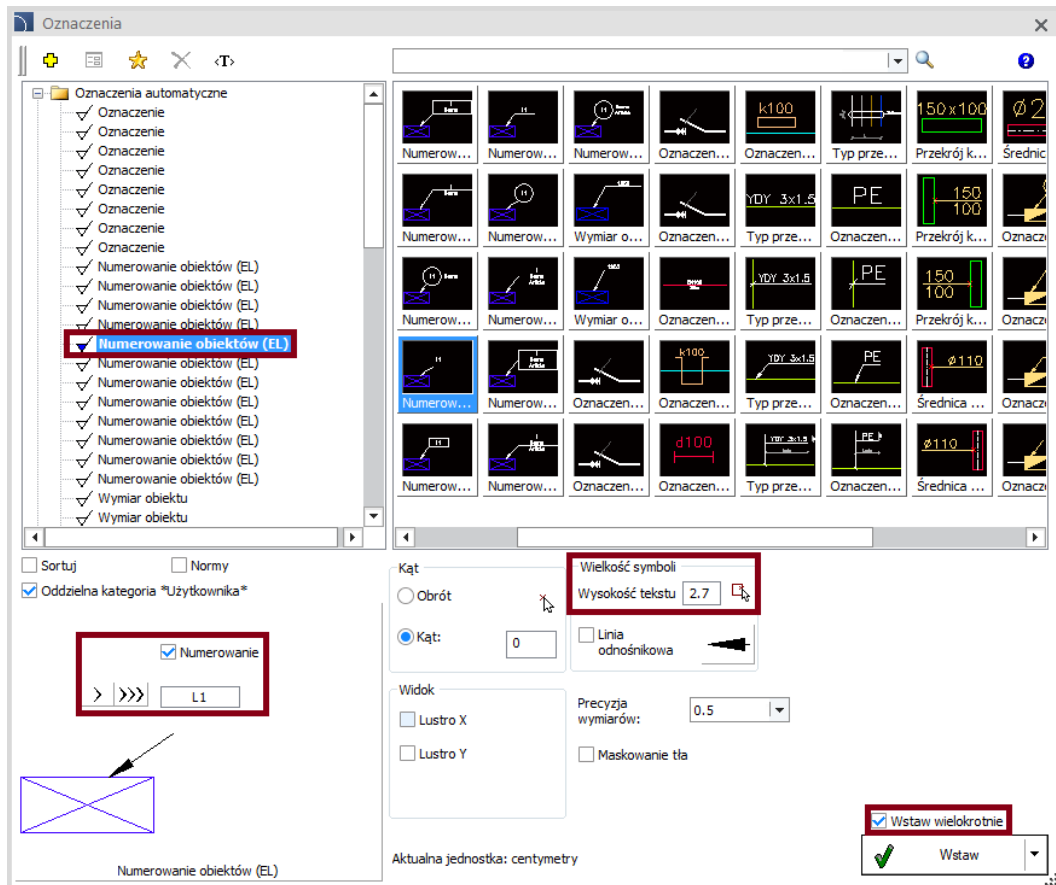 Oznaczenia
<T>
Oznaczenia automatyczne
Oznaczenie
Oznaczenie
Oznaczenie
Oznaczenie
Oznaczenie
Oznaczenie
Oznaczenie
Oznaczenie
Numerowanie obiektów (EL)
Numerowanie obiektów (EL)
Numerowanie obiektów (EL)
Numerowanie obiektów (EL)
Numerowanie obiektów (EL)
Numerowanie obiektów (EL)
Numerowanie obiektów (EL)
Numerowanie obiektów (EL)
Numerowanie obiektów (EL)
Numerowanie obiektów (EL)
Numerowanie obiektów (EL)
Numerowanie obiektów (EL)
Wymiar obiektu
Wymiar obiektu
k100 150x100 Ø2
Numerow... Numerow... Numerow... Oznaczen... Oznaczen... Typ prze... Przekrój k... Średnic
YDY 3x1.5 PE 150 100
Numerow... Numerow... Wymiar o... Oznaczen... Typ prze... Oznaczen... Przekrój k... Oznacz
YDY 3x1.5 PE 150 100
Numerow... Numerow... Wymiar o... Oznaczen... Typ prze... Oznaczen... Przekrój k... Oznacz
k100 YDY 3x1.5 PE ø110
Numerow... Numerow... Oznaczen... Oznaczen... Typ prze... Oznaczen... Średnica ... Oznacz
d100 YDY 3x1.5 PE ø110
Numerow... Numerow... Oznaczen... Oznaczen... Typ prze... Oznaczen... Średnica ... Oznacz
Sortuj Normy
Oddzielna kategoria *Użytkownika*
Numerowanie
L1
Numerowanie obiektów (EL)
Kąt
Obrót
Kąt: 0
Wielkość symboli
Wysokość tekstu 2.7
Linia
odnośnikowa
Widok
Lustro X
Lustro Y
Precyzja
wymiarów: 0.5
Maskowanie tła
Wstaw wielokrotnie
Wstaw
Aktualna jednostka: centymetry